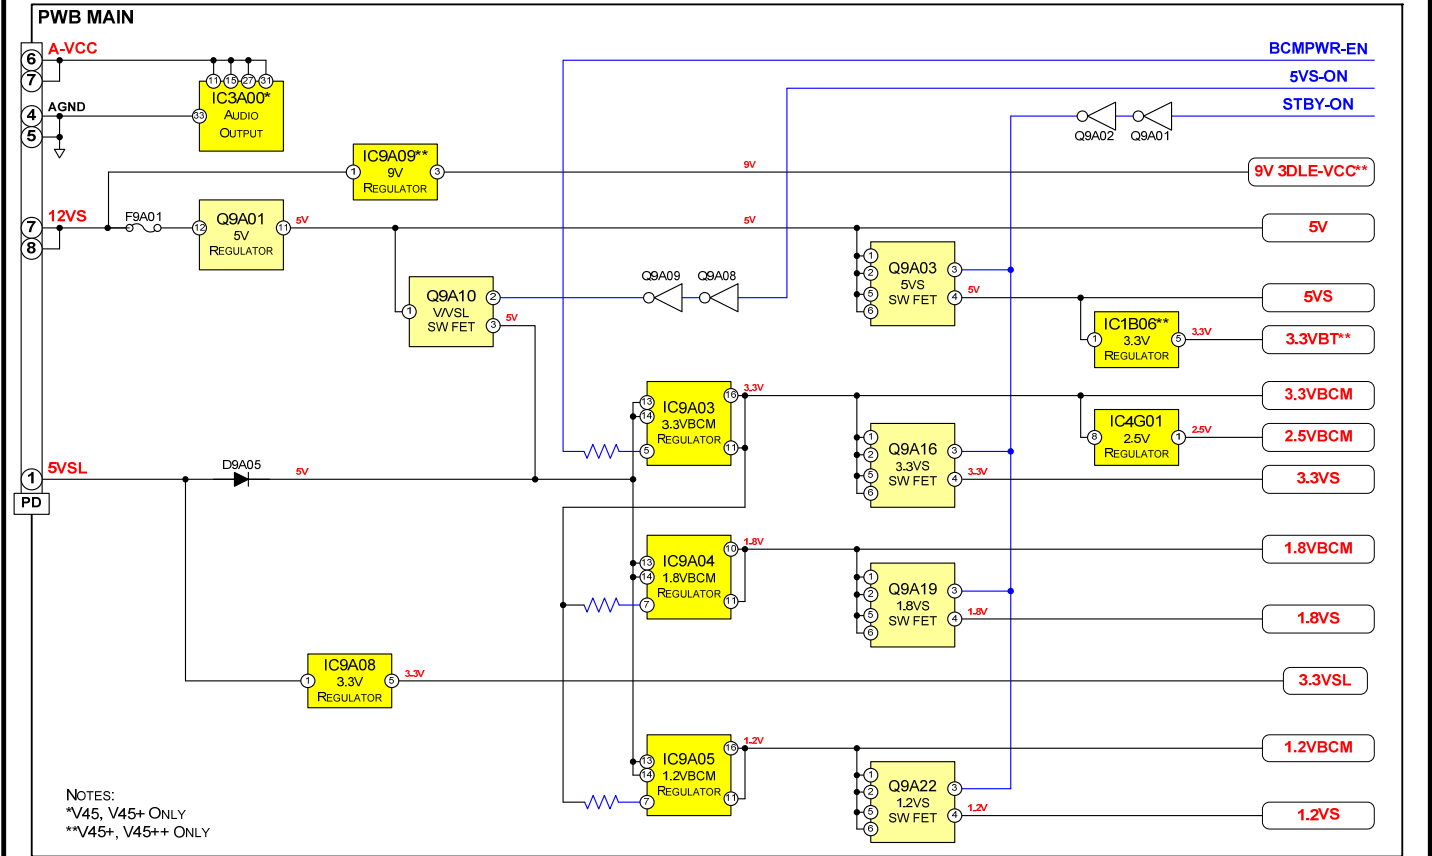 PWB MAIN
6
A-VCC
7
4
AGND
5
11
15
27
31
33
IC3A00*
AUDIO
OUTPUT
BCMPWR-EN
5VS-ON
STBY-ON
Q9A02
Q9A01
1
IC9A09**
9V
REGULATOR
3
9V
9V 3DLE-VCC**
7
12VS
8
F9A01
12
Q9A01
5V
REGULATOR
11
5V
5V
5V
1
2
5
6
Q9A03
5VS
SW FET
3
4
5V
5VS
1
Q9A10
V/VSL
SW FET
2
3
5V
Q9A09
Q9A08
1
IC1B06**
3.3V
REGULATOR
5
3.3V
3.3VBT**
13
14
5
IC9A03
3.3VBCM
REGULATOR
16
11
3.3V
3.3VBCM
8
IC4G01
2.5V
REGULATOR
1
2.5V
2.5VBCM
1
2
5
6
Q9A16
3.3VS
SW FET
3
4
3.3V
3.3VS
1
5VSL
PD
D9A05
5V
13
14
7
IC9A04
1.8VBCM
REGULATOR
10
11
1.8V
1.8VBCM
1
2
5
6
Q9A19
1.8VS
SW FET
3
4
1.8V
1.8VS
1
IC9A08
3.3V
REGULATOR
5
3.3V
3.3VSL
13
14
7
IC9A05
1.2VBCM
REGULATOR
16
11
1.2V
1.2VBCM
1
2
5
6
Q9A22
1.2VS
SW FET
3
4
1.2V
1.2VS
NOTES:
*V45, V45+ ONLY
**V45+, V45++ ONLY